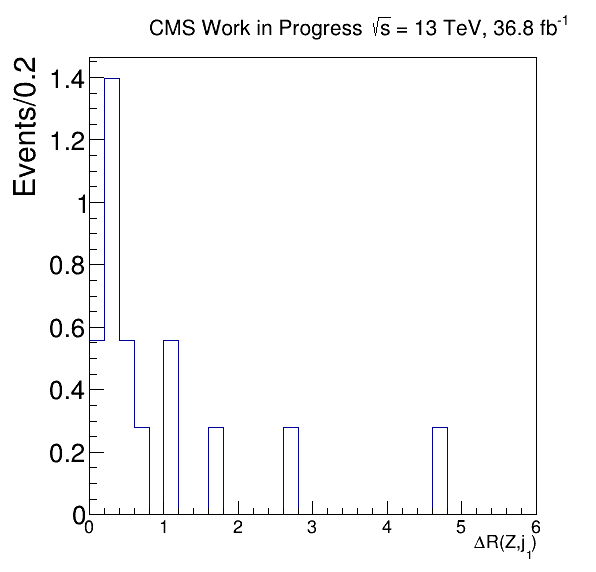 CMS Work in Progress √s = 13 TeV, 36.8 fb⁻¹
Events/0.2
1.4
1.2
1
0.8
0.6
0.4
0.2
0
0 1 2 3 4 5 6
ΔR(Z,j₁)